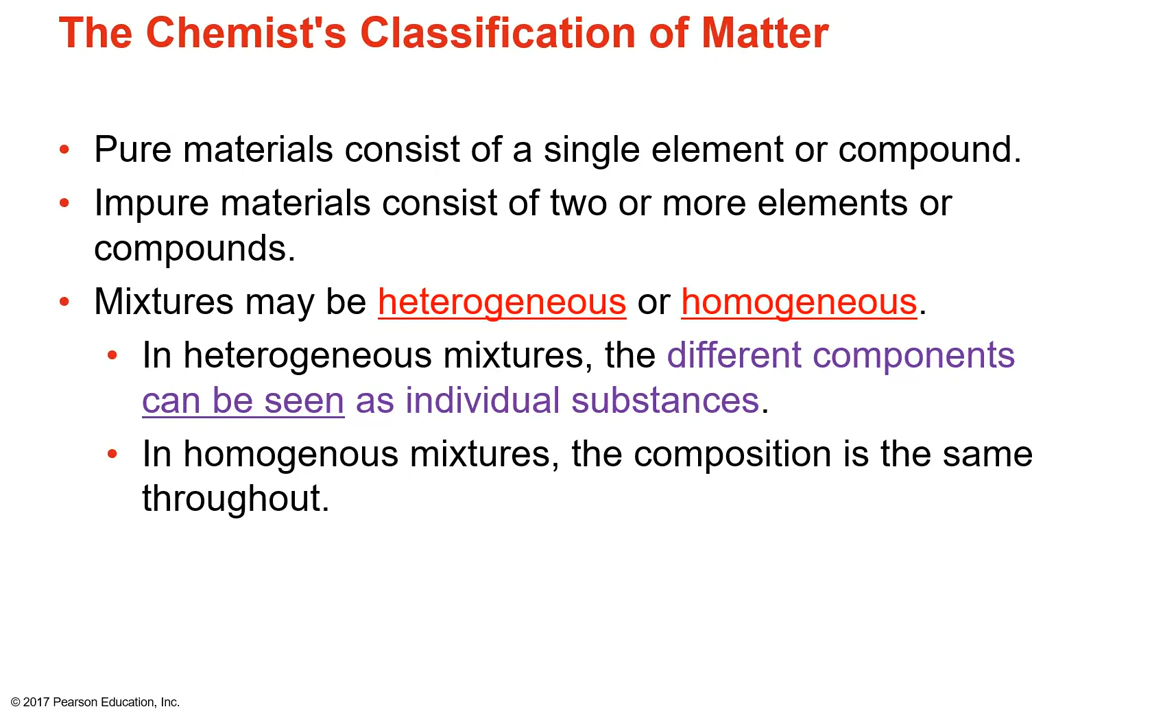 The Chemist's Classification of Matter
• Pure materials consist of a single element or compound.
• Impure materials consist of two or more elements or
compounds.
• Mixtures may be heterogeneous or homogeneous.
• In heterogeneous mixtures, the different components
can be seen as individual substances.
• In homogenous mixtures, the composition is the same
throughout.
© 2017 Pearson Education, Inc.